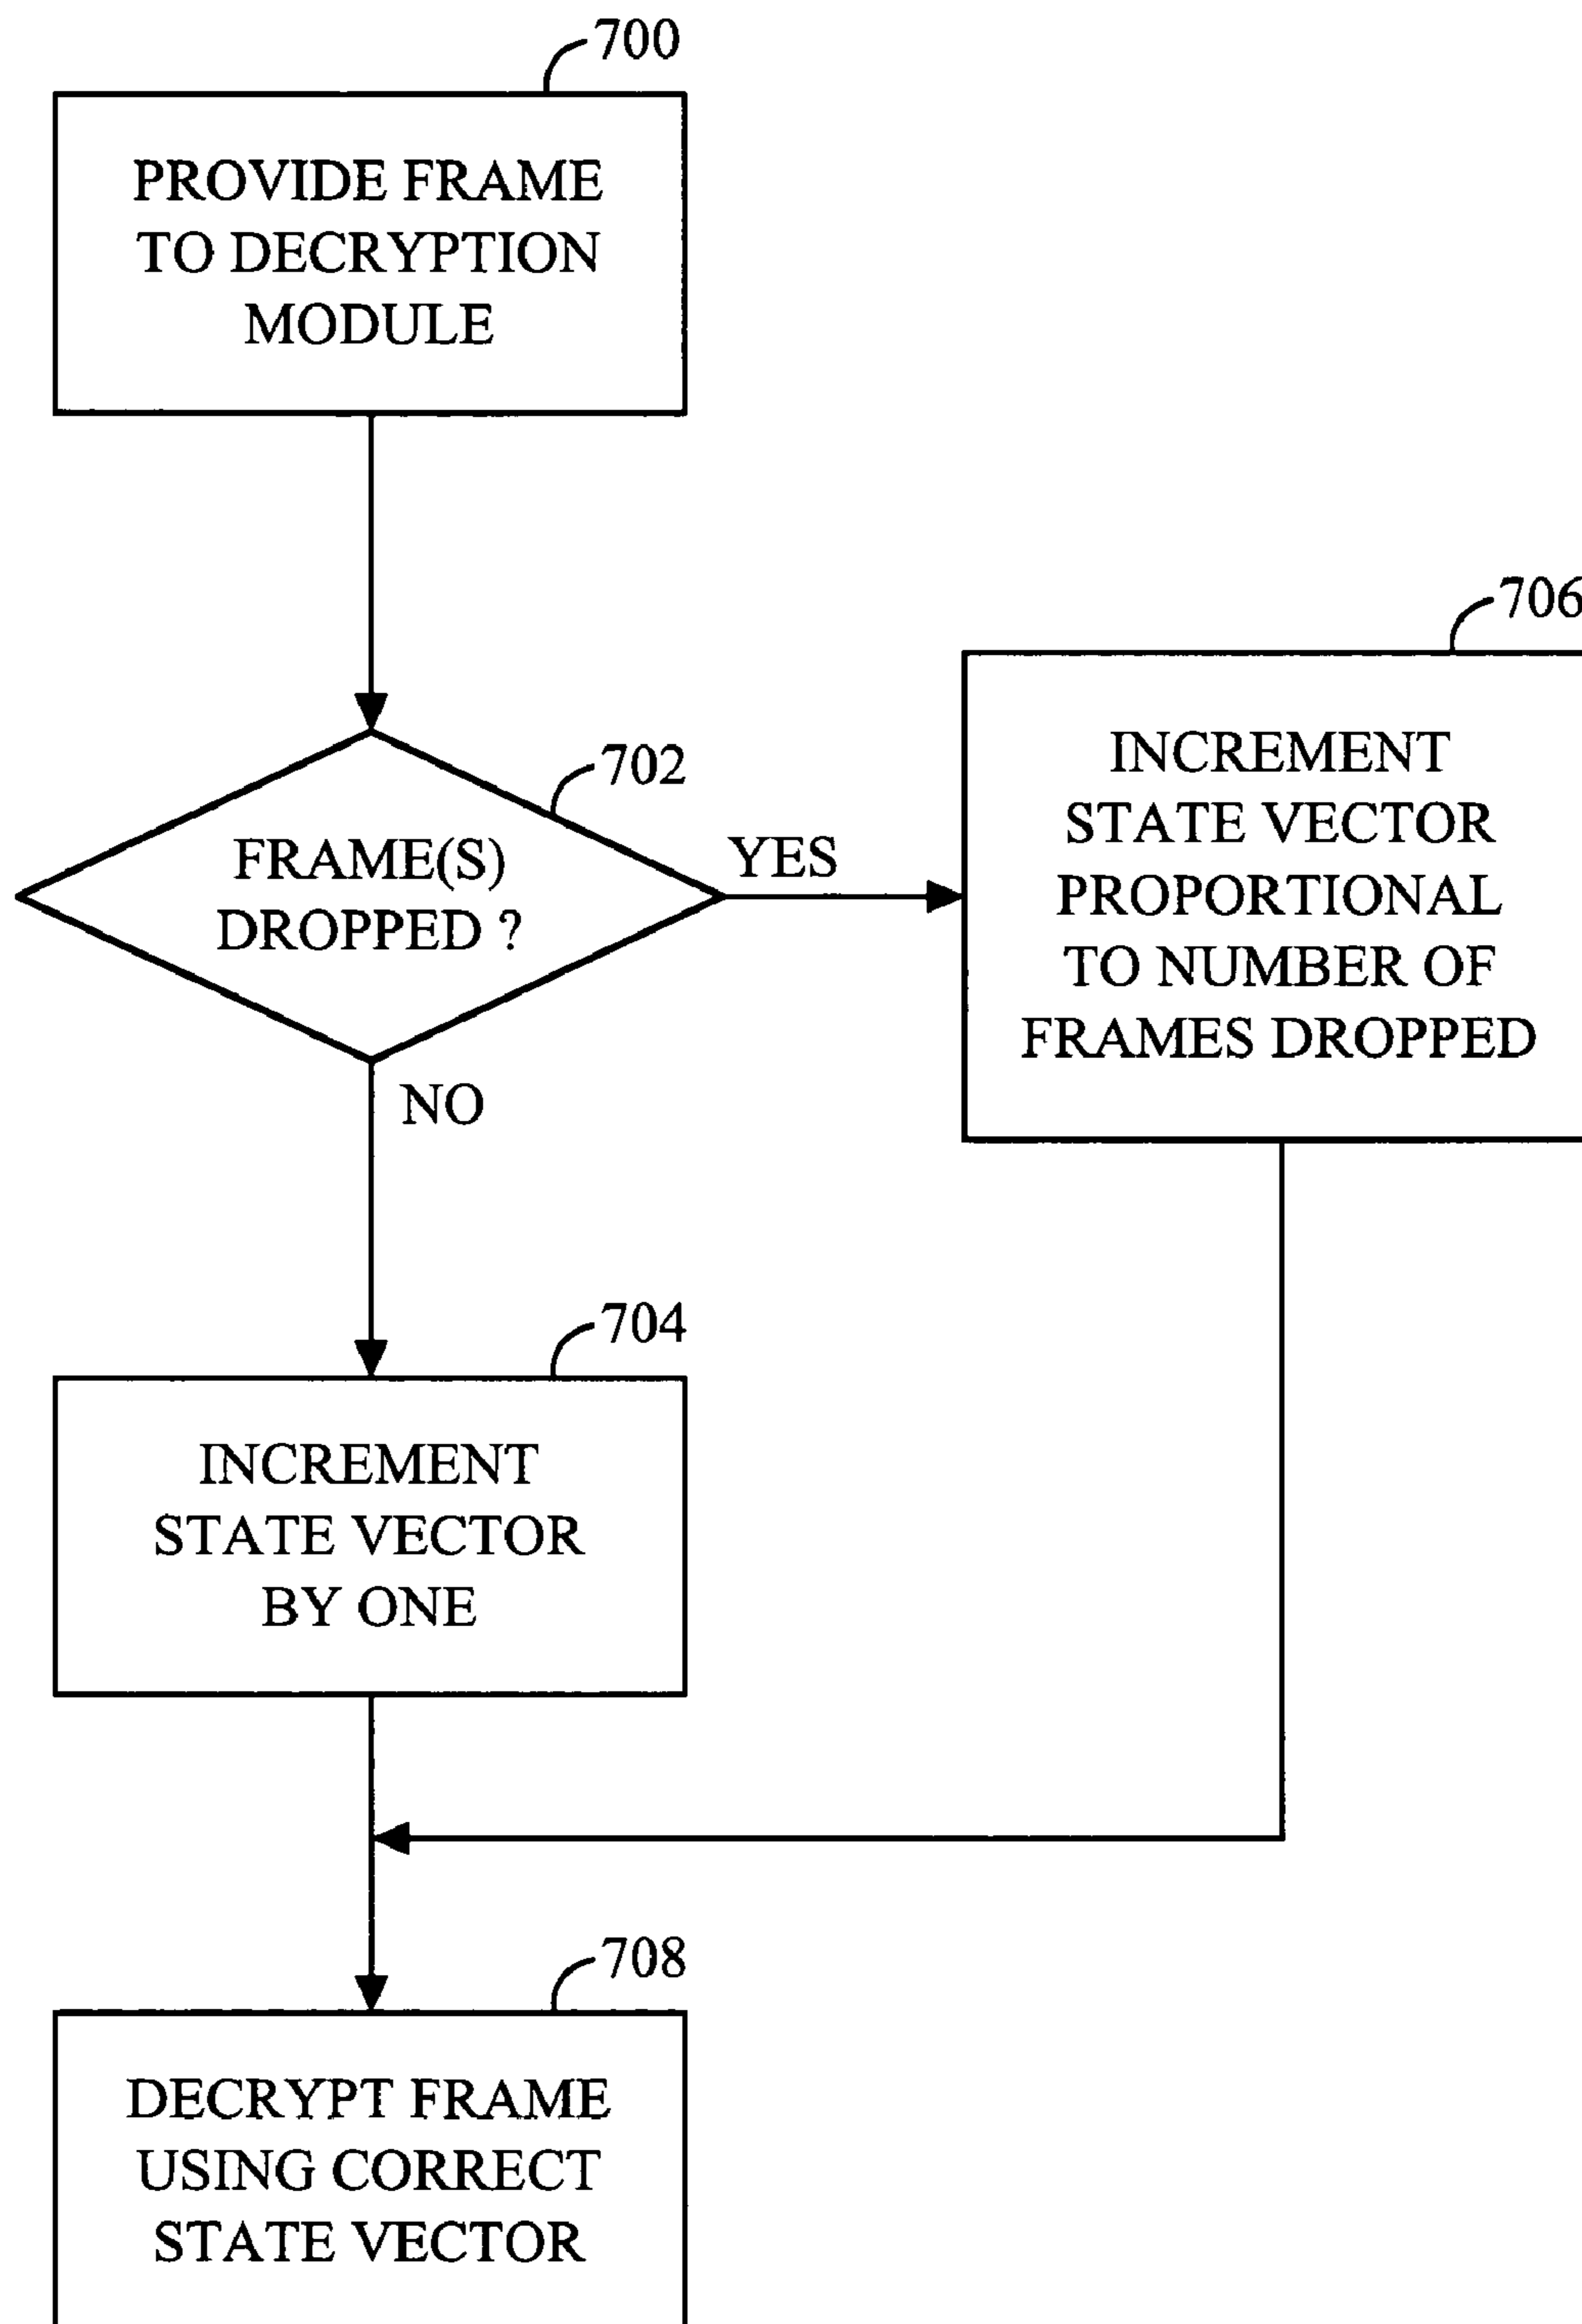 700
PROVIDE FRAME
TO DECRYPTION
MODULE
702
FRAME(S)
DROPPED ?
YES
NO
706
INCREMENT
STATE VECTOR
PROPORTIONAL
TO NUMBER OF
FRAMES DROPPED
704
INCREMENT
STATE VECTOR
BY ONE
708
DECRYPT FRAME
USING CORRECT
STATE VECTOR